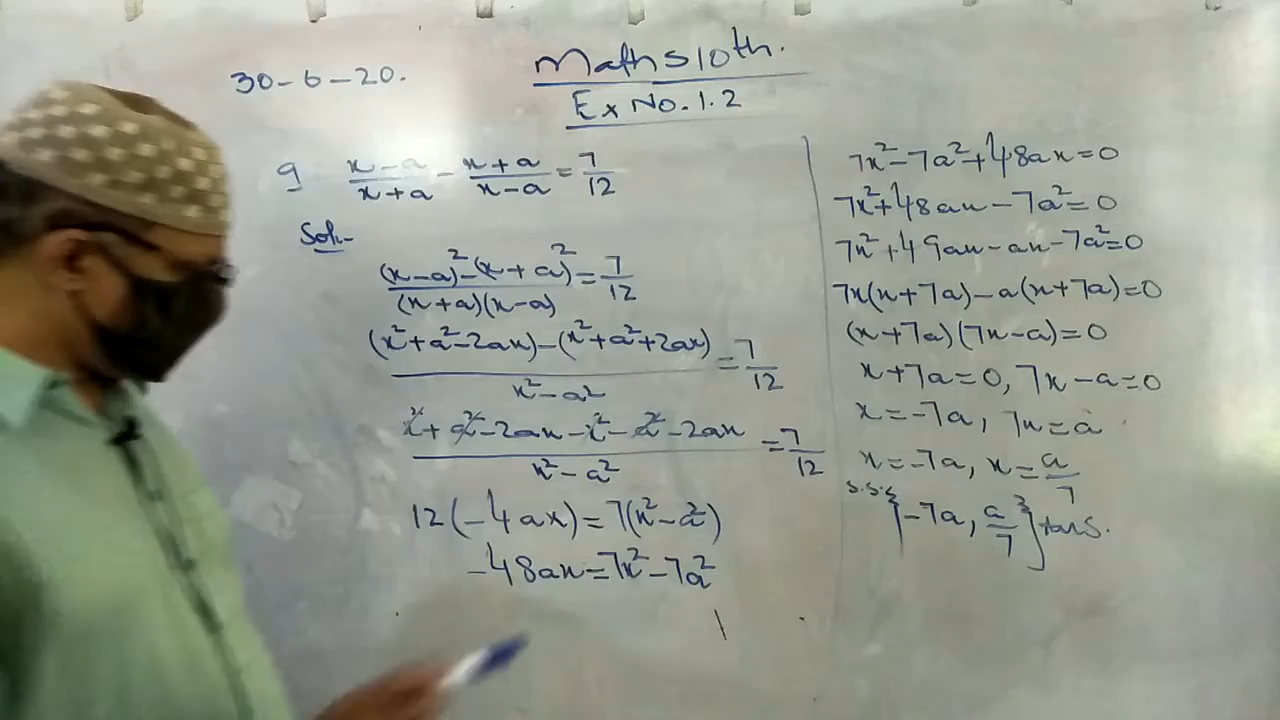 30-6-20.
Maths 10th.
Ex No. 1.2
9 (x-a)/(x+a) - (x+a)/(x-a) = 7/12
Sol:-
((x-a)² - (x+a)²)/((x+a)(x-a)) = 7/12
((x²+a²-2ax)-(x²+a²+2ax))/(x²-a²) = 7/12
(x²+a²-2ax-x²-a²-2ax)/(x²-a²) = 7/12
12(-4ax)=7(x²-a²)
-48ax=7x²-7a²
7x²-7a²+48ax=0
7x²+48ax-7a²=0
7x²+49ax-ax-7a²=0
7x(x+7a)-a(x+7a)=0
(x+7a)(7x-a)=0
x+7a=0, 7x-a=0
x=-7a, 7x=a
x=-7a, x=a/7
S.S {-7a, a/7}